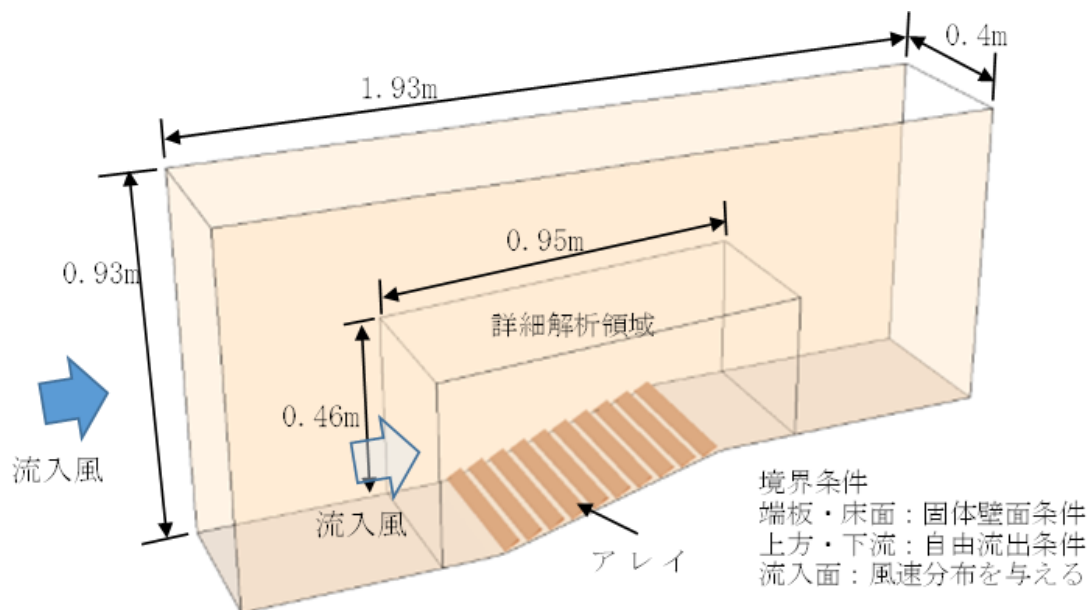 0.4m
1.93m
0.95m
0.93m
詳細解析領域
0.46m
流入風
流入風
アレイ
境界条件
端板・床面：固体壁面条件
上方・下流：自由流出条件
流入面：風速分布を与える